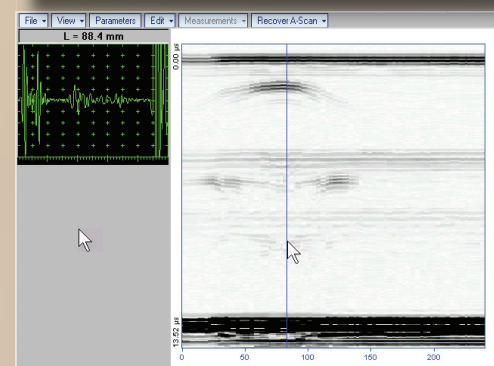 File View Parameters Edit Measurements Recover A-Scan
L = 88.4 mm
0.00 µs
13.52 µs
0 50 100 150 200